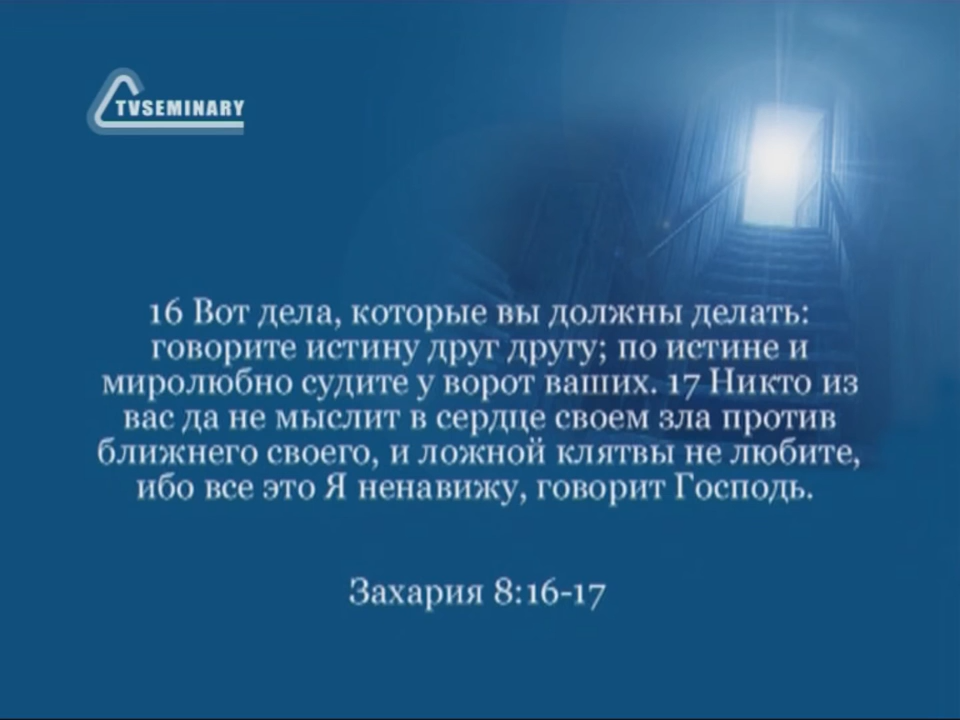 TVSEMINARY
16 Вот дела, которые вы должны делать:
говорите истину друг другу; по истине и
миролюбно судите у ворот ваших. 17 Никто из
вас да не мыслит в сердце своем зла против
ближнего своего, и ложной клятвы не любите,
ибо все это Я ненавижу, говорит Господь.
Захария 8:16-17